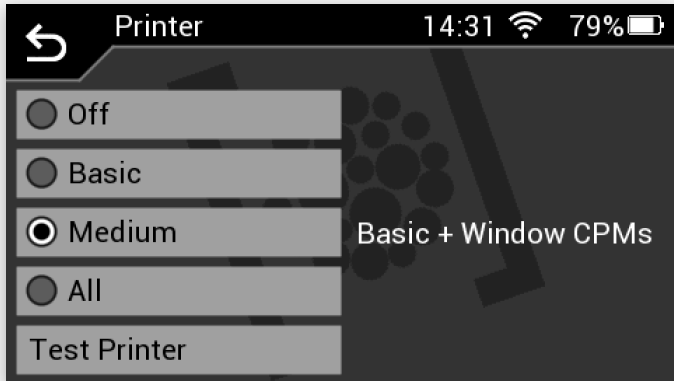 Printer 14:31 79%
Off
Basic
Medium Basic + Window CPMs
All
Test Printer